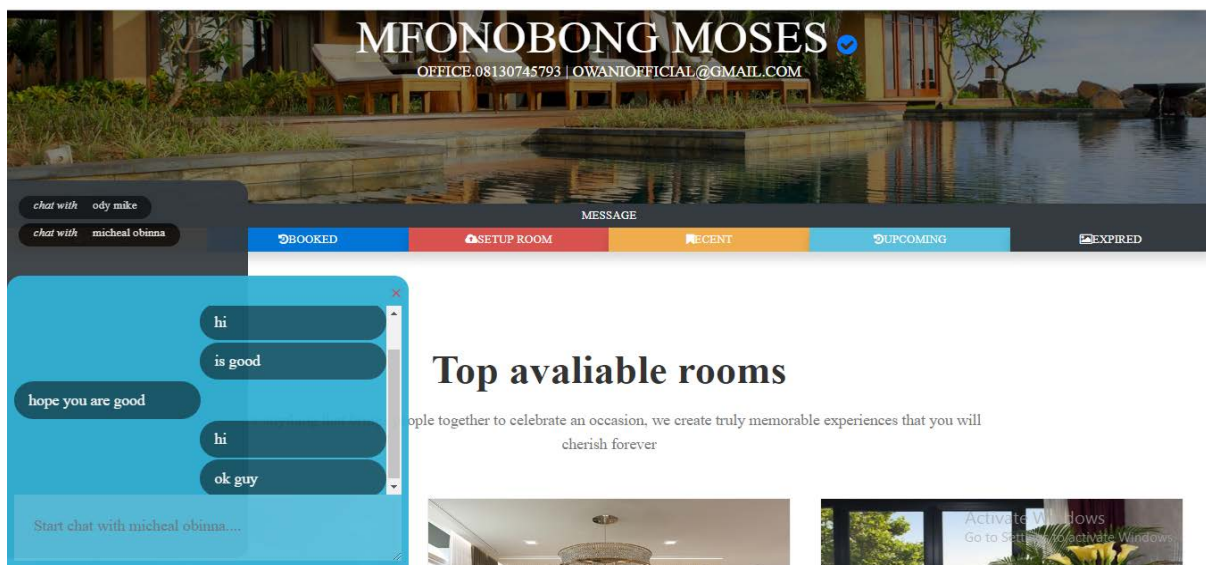 MFONOBONG MOSES
OFFICE.08130745793 | OWANIOFFICIAL@GMAIL.COM
chat with ody mike
MESSAGE
chat with micheal obinna
BOOKED
SETUP ROOM
RECENT
UPCOMING
EXPIRED
×
hi
is good
hope you are good
hi
ok guy
Start chat with micheal obinna....
Top avaliable rooms
ople together to celebrate an occasion, we create truly memorable experiences that you will
cherish forever
Activate Windows
Go to Settings to activate Windows.